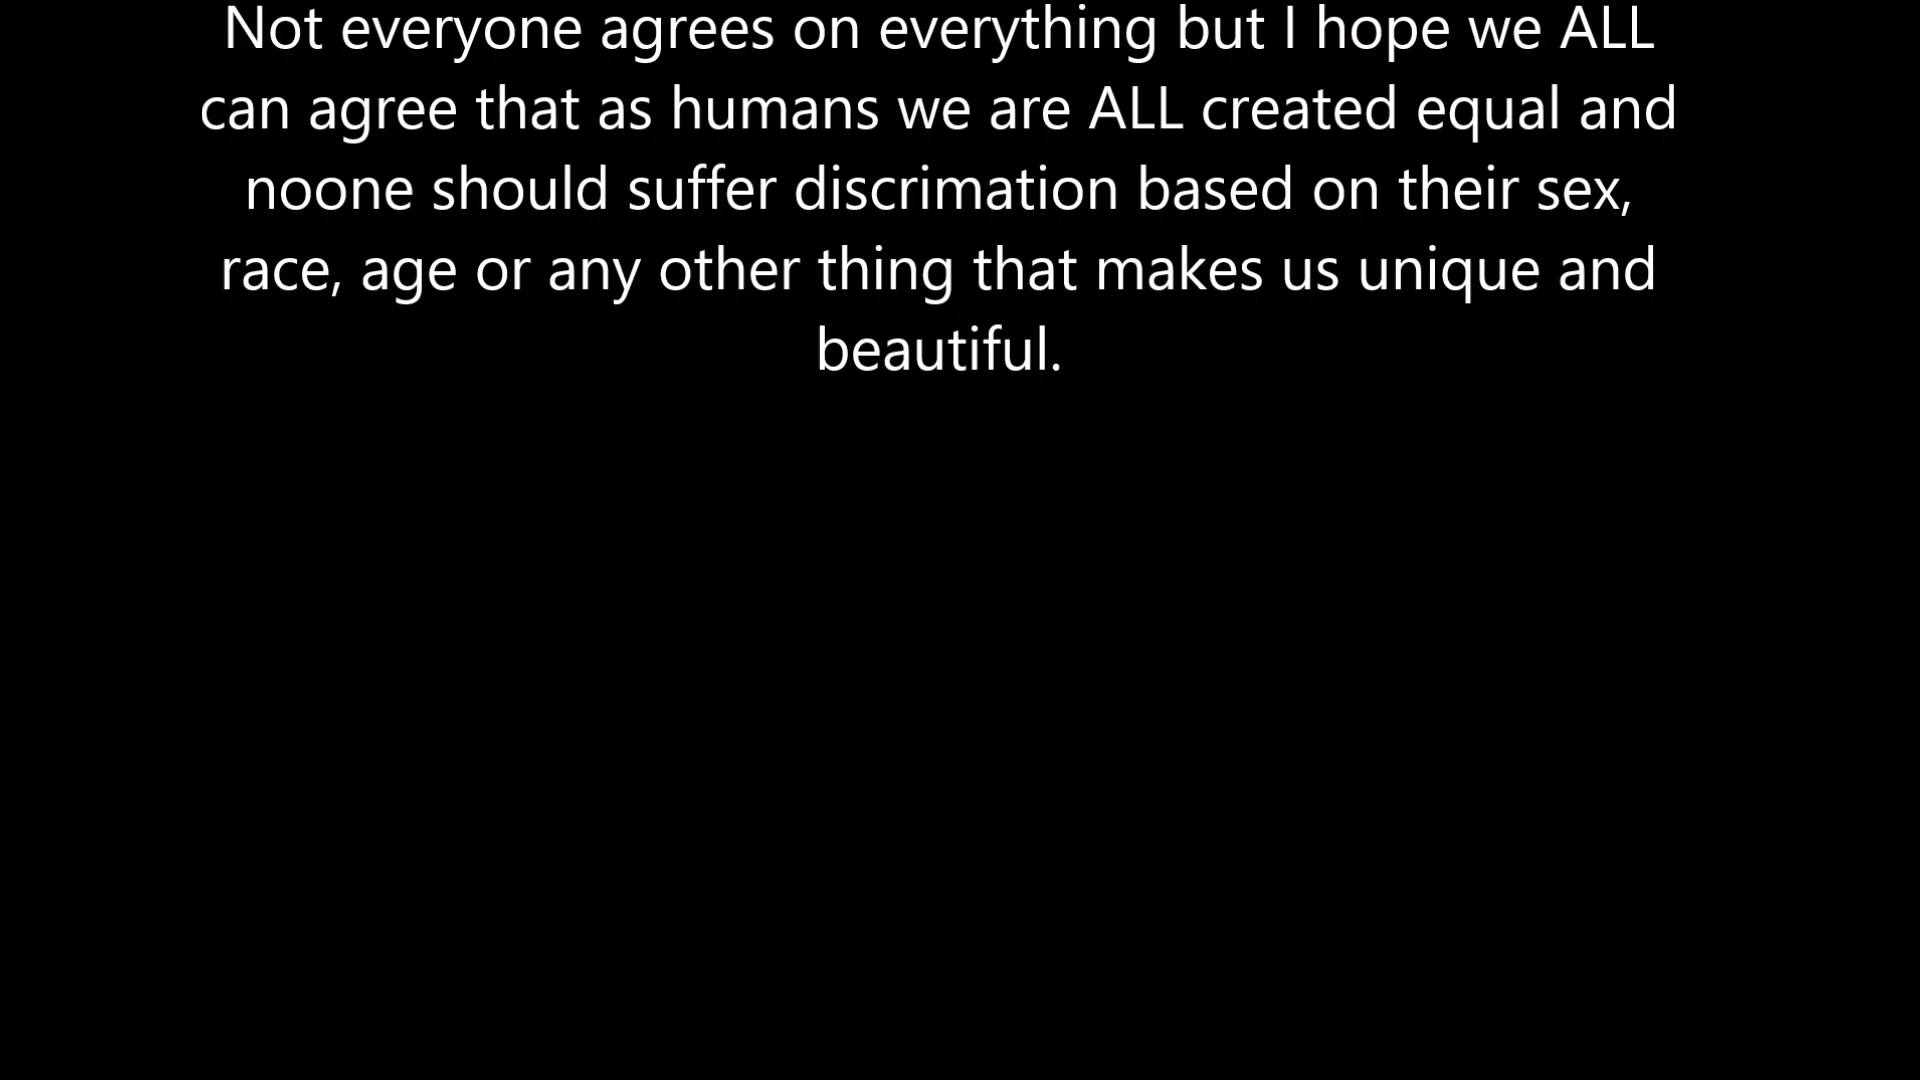 Not everyone agrees on everything but I hope we ALL
can agree that as humans we are ALL created equal and
noone should suffer discrimation based on their sex,
race, age or any other thing that makes us unique and
beautiful.